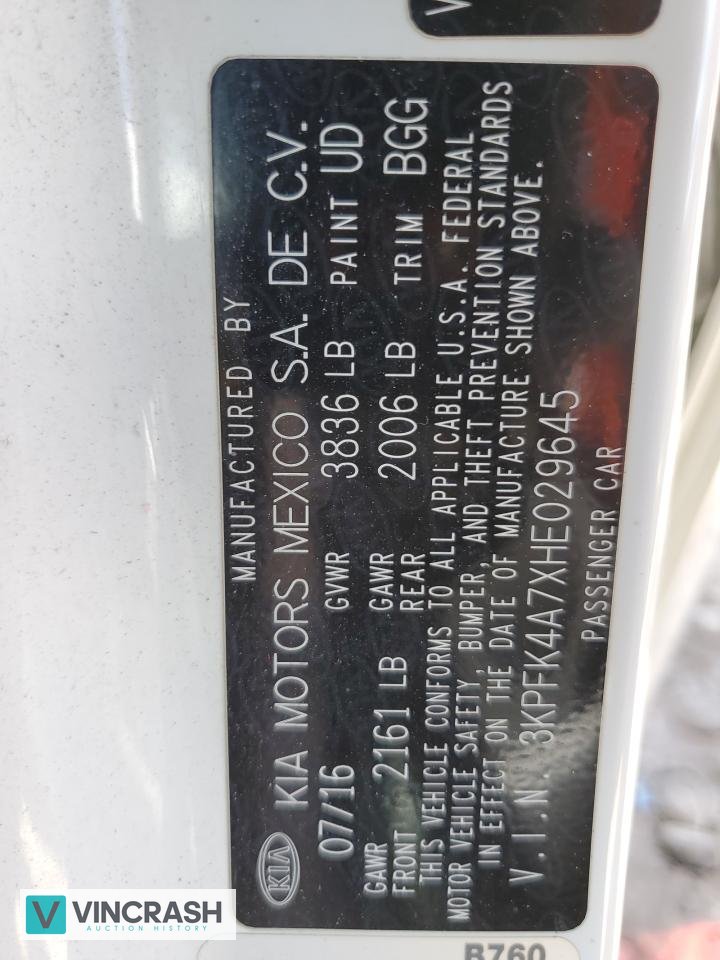 MANUFACTURED BY
KIA KIA MOTORS MEXICO S.A. DE C.V.
07/16 GVWR 3836 LB PAINT UD
GAWR FRONT 2161 LB GAWR REAR 2006 LB TRIM BGG
THIS VEHICLE CONFORMS TO ALL APPLICABLE U.S.A. FEDERAL
MOTOR VEHICLE SAFETY, BUMPER, AND THEFT PREVENTION STANDARDS
IN EFFECT ON THE DATE OF MANUFACTURE SHOWN ABOVE.
V.I.N. 3KPFK4A7XHE029645
PASSENGER CAR
B760
V
V VINCRASH
AUCTION HISTORY